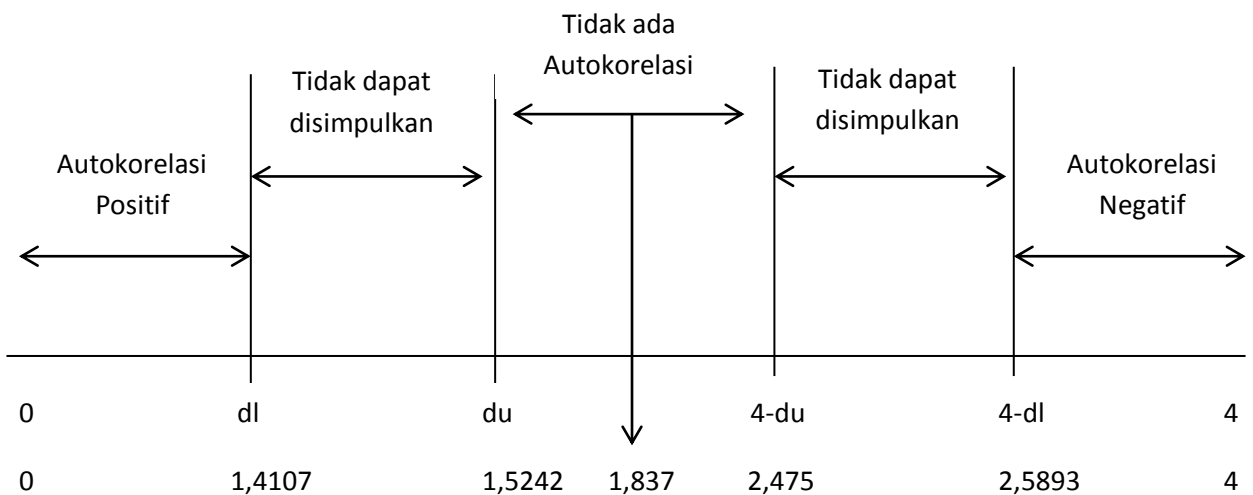 Tidak ada
Autokorelasi
Tidak dapat
disimpulkan
Tidak dapat
disimpulkan
Autokorelasi
Positif
Autokorelasi
Negatif
0 dl du 4-du 4-dl 4
0 1,4107 1,5242 1,837 2,475 2,5893 4